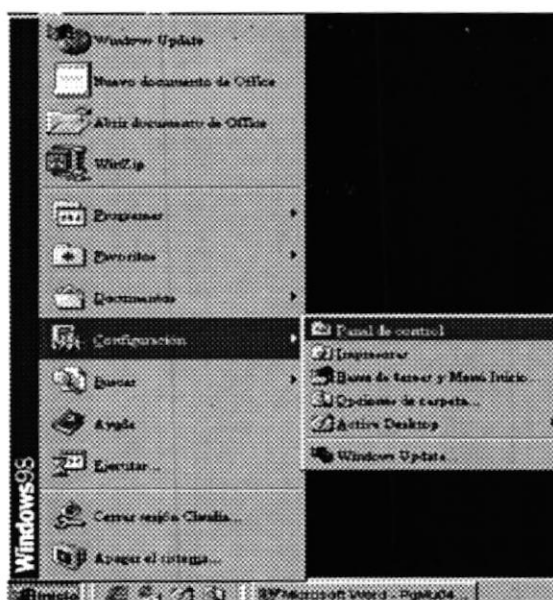 Windows Update
Nuevo documento de Office
Abrir documento de Office
WinZip
Programas
Favoritos
Documentos
Configuración
Buscar
Ayuda
Ejecutar...
Cerrar sesión Claudia...
Apagar el sistema...
Windows98
Panel de control
Impresoras
Barra de tareas y Menú Inicio...
Opciones de carpeta...
Active Desktop
Windows Update...
Inicio
Microsoft Word -